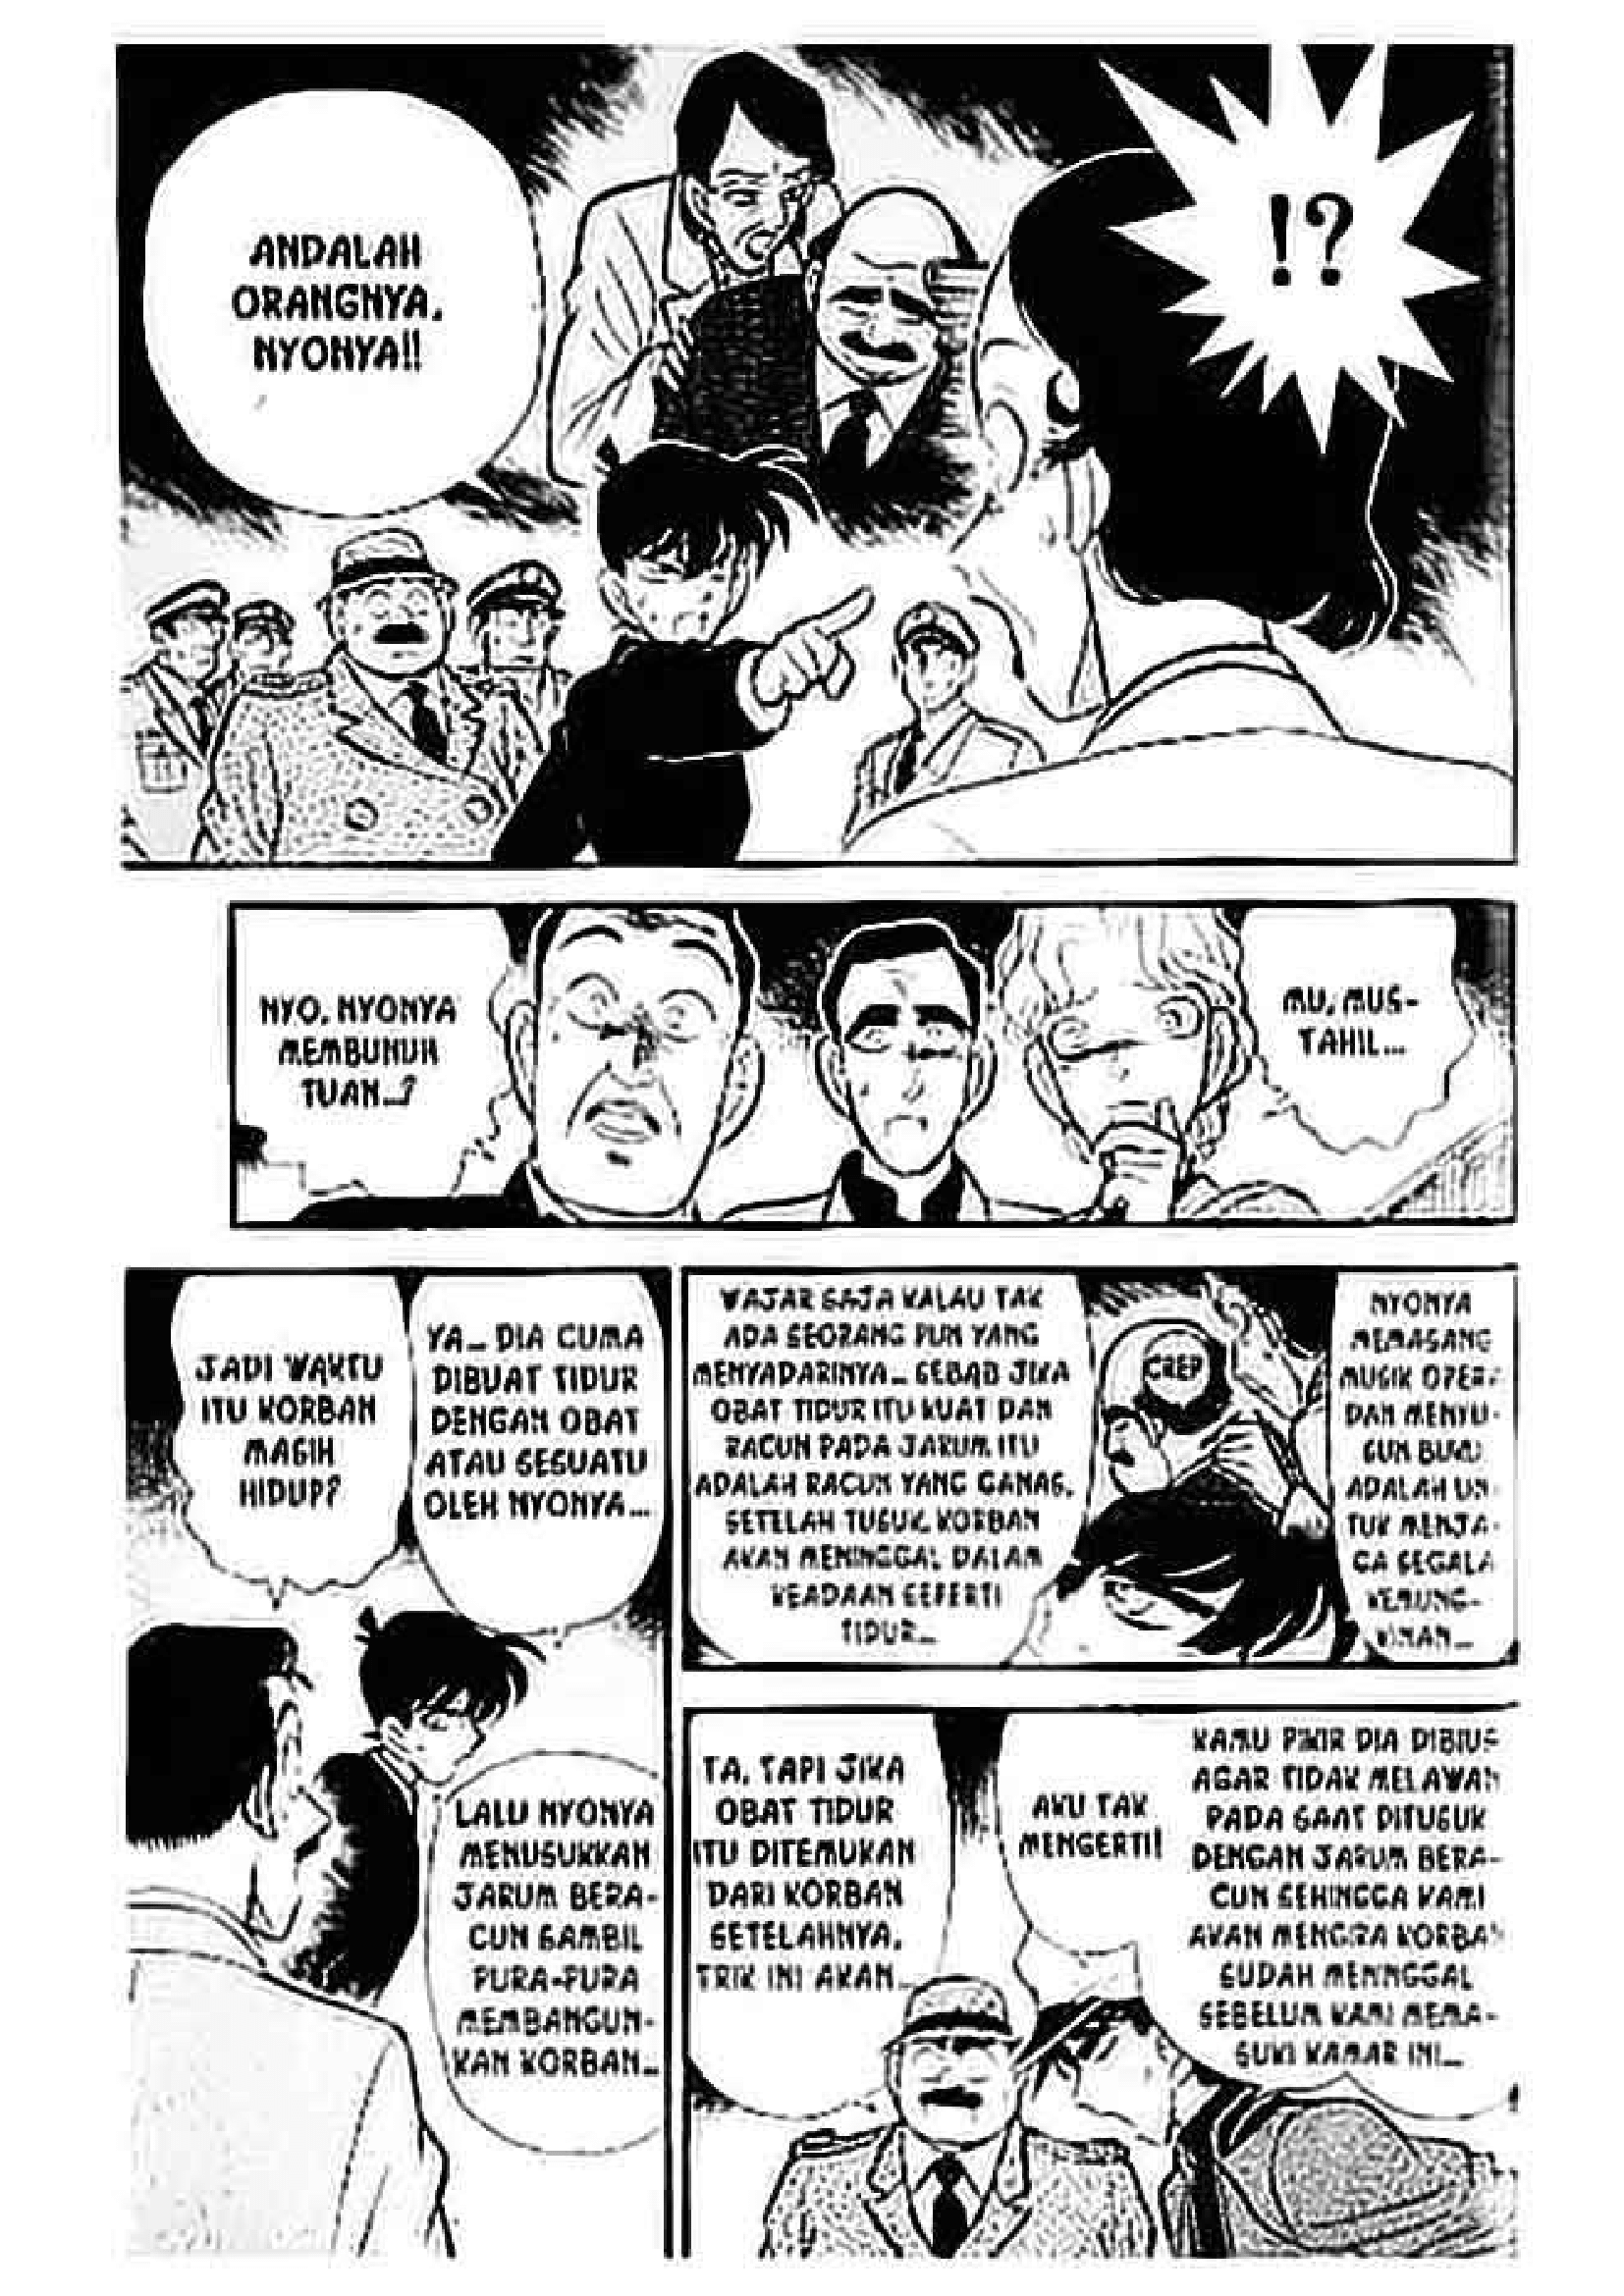 ANDALAH
ORANGNYA,
NYONYA!!
!?
MU, MUS-
TAHIL...
NYO, NYONYA
MEMBUNUH
TUAN...?
NYONYA
MEMASANG
MUSIK OPERA
DAN MENYU-
SUN BUKU
ADALAH UN-
TUK MENJA-
GA SEGALA
KEMUNG-
KINAN...
CREP
WAJAR SAJA KALAU TAK
ADA SEORANG PUN YANG
MENYADARINYA... SEBAB JIKA
OBAT TIDUR ITU KUAT DAN
RACUN PADA JARUM ITU
ADALAH RACUN YANG GANAS,
SETELAH TUSUK, KORBAN
AKAN MENINGGAL DALAM
KEADAAN SEPERTI
TIDUR...
YA... DIA CUMA
DIBUAT TIDUR
DENGAN OBAT
ATAU SESUATU
OLEH NYONYA...
JADI WAKTU
ITU KORBAN
MASIH
HIDUP?
LALU NYONYA
MENUSUKKAN
JARUM BERA-
CUN SAMBIL
PURA-PURA
MEMBANGUN-
KAN KORBAN...
KAMU PIKIR DIA DIBIUS
AGAR TIDAK MELAWAN
PADA SAAT DITUSUK
DENGAN JARUM BERA-
CUN SEHINGGA KAMI
AKAN MENGIRA KORBAN
SUDAH MENINGGAL
SEBELUM KAMI MEMA-
SUKI KAMAR INI...
AKU TAK
MENGERTI!
TA, TAPI JIKA
OBAT TIDUR
ITU DITEMUKAN
DARI KORBAN
SETELAHNYA,
TRIK INI AKAN...